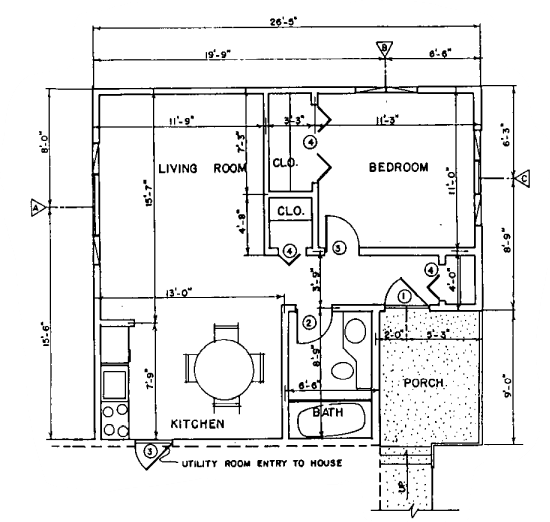 26'-5"
B
19'-9"
6'-6"
11'-9"
3'-3"
11'-3"
8'-0"
7'-3"
4
6'-3"
LIVING ROOM
CLO.
BEDROOM
15'-7"
11'-0"
C
A
CLO.
4'-8"
3
4
8'-9"
4
3'-9"
4'-0"
13'-0"
1
2
2'-0"
5'-3"
15'-6"
8'-9"
7'-9"
6'-6"
PORCH
9'-0"
BATH
KITCHEN
3
UTILITY ROOM ENTRY TO HOUSE
UP